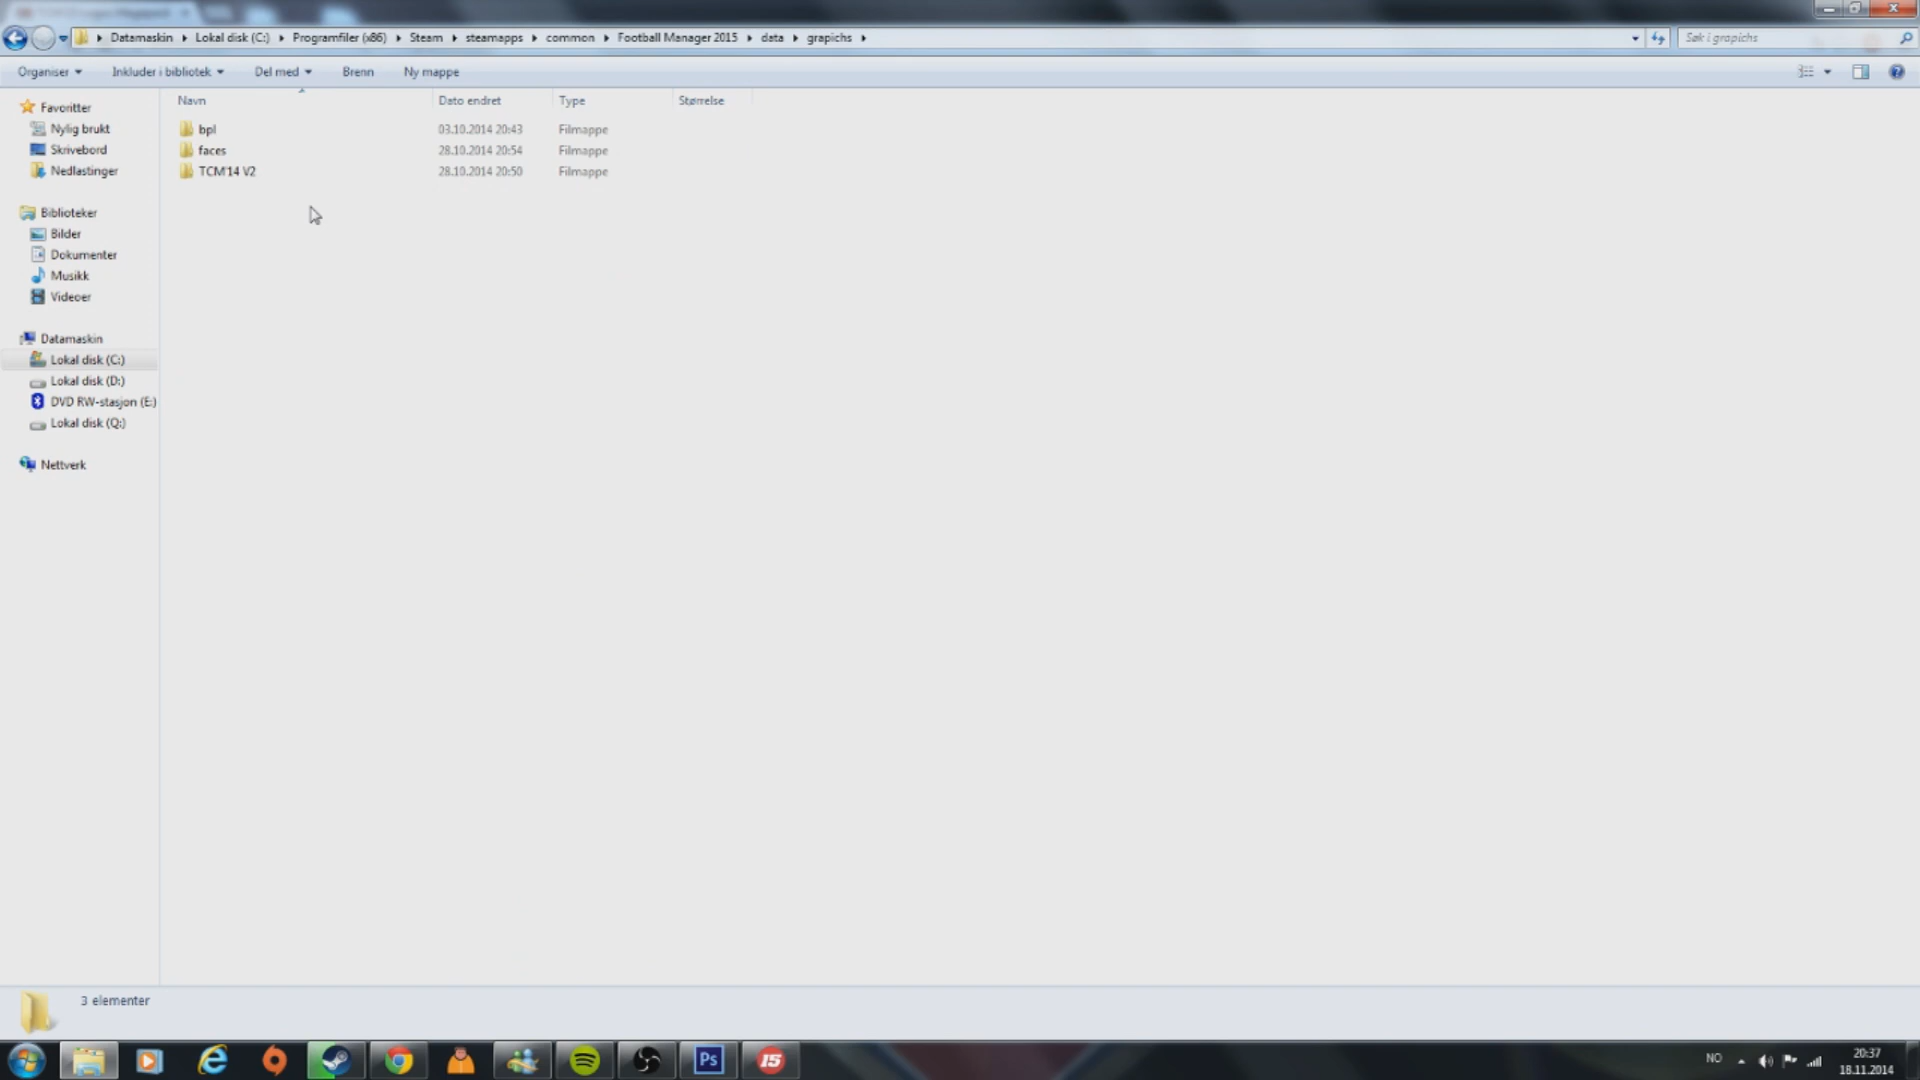 Datamaskin Lokal disk (C:) Programfiler (x86) Steam steamapps common Football Manager 2015 data grapichs Søk i grapichs
Organiser Inkluder i bibliotek Del med Brenn Ny mappe
Navn Dato endret Type Størrelse
bpl 03.10.2014 20:43 Filmappe
faces 28.10.2014 20:54 Filmappe
TCM'14 V2 28.10.2014 20:50 Filmappe
Favoritter
Nylig brukt
Skrivebord
Nedlastinger
Biblioteker
Bilder
Dokumenter
Musikk
Videoer
Datamaskin
Lokal disk (C:)
Lokal disk (D:)
DVD RW-stasjon (E:)
Lokal disk (Q:)
Nettverk
3 elementer
Ps 15 NO 20:37
18.11.2014